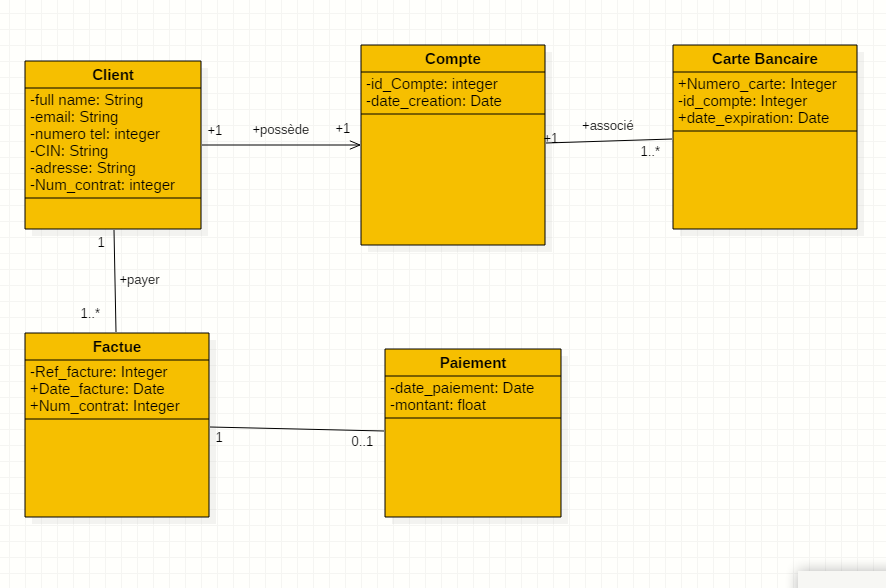 Client
-full name: String
-email: String
-numero tel: integer
-CIN: String
-adresse: String
-Num_contrat: integer
+1
+possède
+1
Compte
-id_Compte: integer
-date_creation: Date
+1
+associé
1..*
Carte Bancaire
+Numero_carte: Integer
-id_compte: Integer
+date_expiration: Date
1
+payer
1..*
Factue
-Ref_facture: Integer
+Date_facture: Date
+Num_contrat: Integer
1
0..1
Paiement
-date_paiement: Date
-montant: float